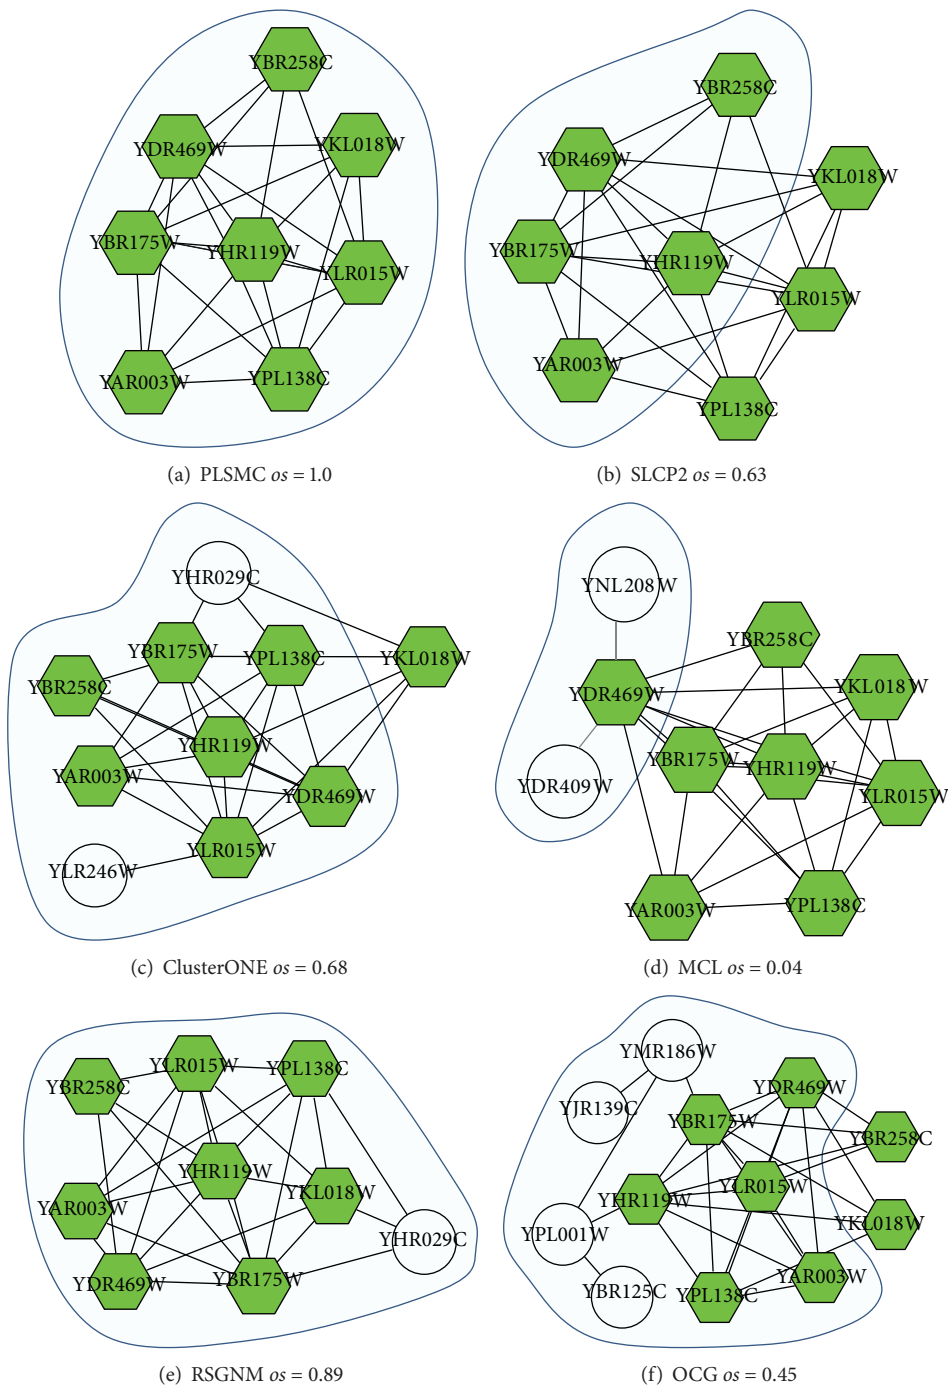 YBR258C
YDR469W
YKL018W
YBR175W
YHR119W
YLR015W
YAR003W
YPL138C
(a) PLSMC os = 1.0
YBR258C
YDR469W
YKL018W
YBR175W
YHR119W
YLR015W
YAR003W
YPL138C
(b) SLCP2 os = 0.63
YHR029C
YBR175W
YPL138C
YKL018W
YBR258C
YHR119W
YAR003W
YDR469W
YLR015W
YLR246W
(c) ClusterONE os = 0.68
YNL208W
YBR258C
YDR469W
YKL018W
YBR175W
YHR119W
YDR409W
YLR015W
YAR003W
YPL138C
(d) MCL os = 0.04
YLR015W
YPL138C
YBR258C
YHR119W
YKL018W
YAR003W
YHR029C
YDR469W
YBR175W
(e) RSGNM os = 0.89
YMR186W
YDR469W
YJR139C
YBR175W
YBR258C
YHR119W
YLR015W
YKL018W
YPL001W
YAR003W
YBR125C
YPL138C
(f) OCG os = 0.45